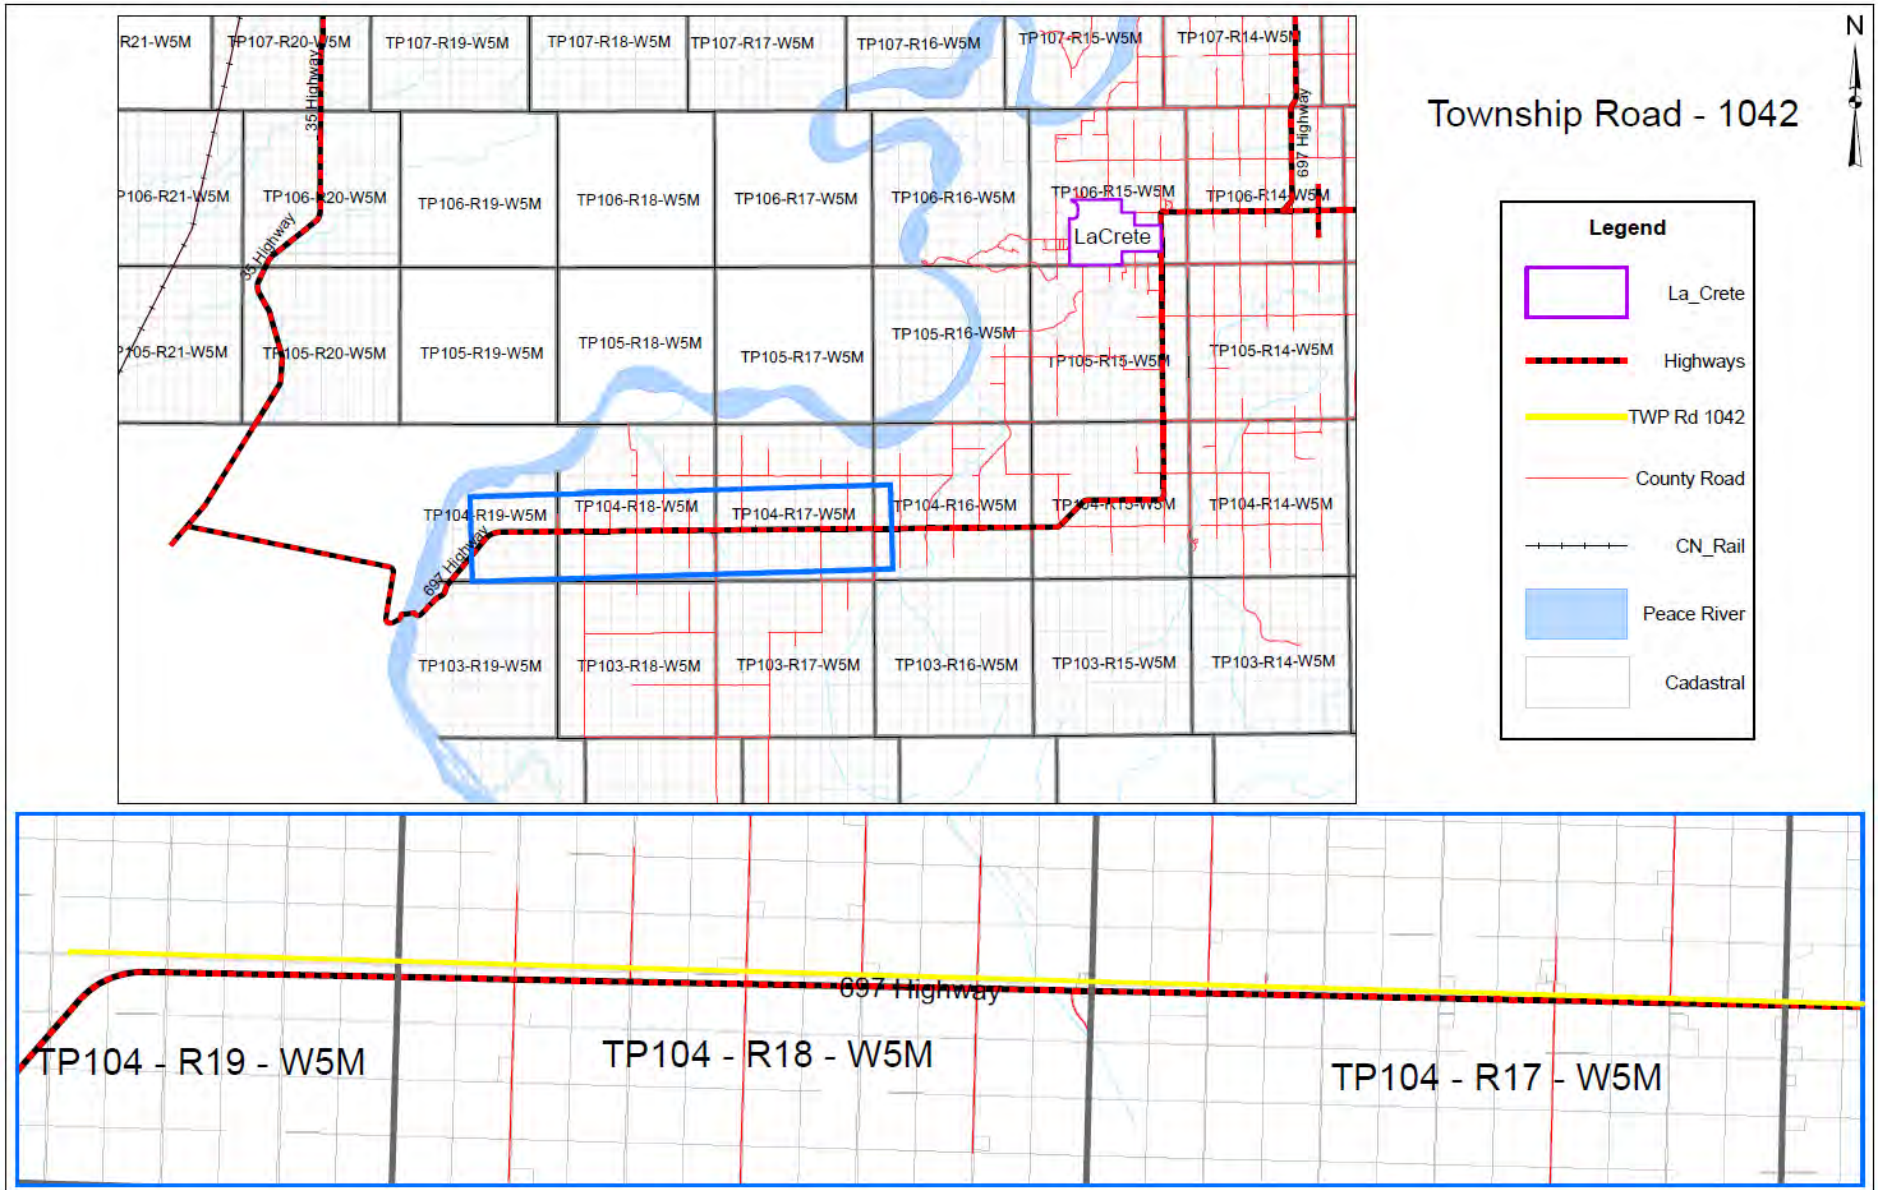 R21-W5M
TP107-R20-W5M
TP107-R19-W5M
TP107-R18-W5M
TP107-R17-W5M
TP107-R16-W5M
TP107-R15-W5M
TP107-R14-W5M
35 Highway
697 Highway
N
Township Road - 1042
P106-R21-W5M
TP106-R20-W5M
TP106-R19-W5M
TP106-R18-W5M
TP106-R17-W5M
TP106-R16-W5M
TP106-R15-W5M
TP106-R14-W5M
35 Highway
LaCrete
P105-R21-W5M
TP105-R20-W5M
TP105-R19-W5M
TP105-R18-W5M
TP105-R17-W5M
TP105-R16-W5M
TP105-R15-W5M
TP105-R14-W5M
TP104-R19-W5M
TP104-R18-W5M
TP104-R17-W5M
TP104-R16-W5M
TP104-R15-W5M
TP104-R14-W5M
697 Highway
TP103-R19-W5M
TP103-R18-W5M
TP103-R17-W5M
TP103-R16-W5M
TP103-R15-W5M
TP103-R14-W5M
Legend
La_Crete
Highways
TWP Rd 1042
County Road
CN_Rail
Peace River
Cadastral
697 Highway
TP104 - R19 - W5M
TP104 - R18 - W5M
TP104 - R17 - W5M